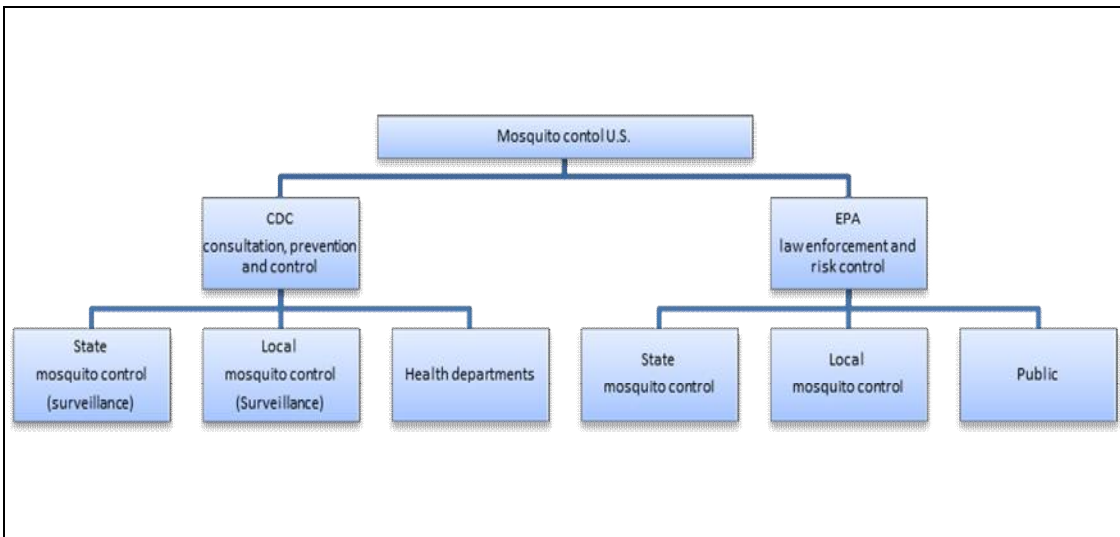 Mosquito contol U.S.
CDC
consultation, prevention
and control
EPA
law enforcement and
risk control
State
mosquito control
(surveillance)
Local
mosquito control
(Surveillance)
Health departments
State
mosquito control
Local
mosquito control
Public